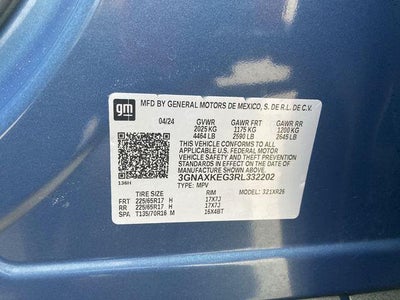 gm
MFD BY GENERAL MOTORS DE MEXICO, S. DE R.L. DE C.V.
04/24 GVWR GAWR FRT GAWR RR
2025 KG 1175 KG 1200 KG
4464 LB 2590 LB 2645 LB
THIS VEHICLE CONFORMS TO ALL
APPLICABLE U.S. FEDERAL MOTOR
VEHICLE SAFETY AND THEFT PREVENTION
STANDARDS IN EFFECT ON THE DATE
OF MANUFACTURE SHOWN ABOVE.
3GNAXKEG3RL332202
TYPE: MPV MODEL: 321XR26
TIRE SIZE RIM
FRT 225/65R17 H 17X7J
RR 225/65R17 H 17X7J
SPA T135/70R16 M 16X4BT